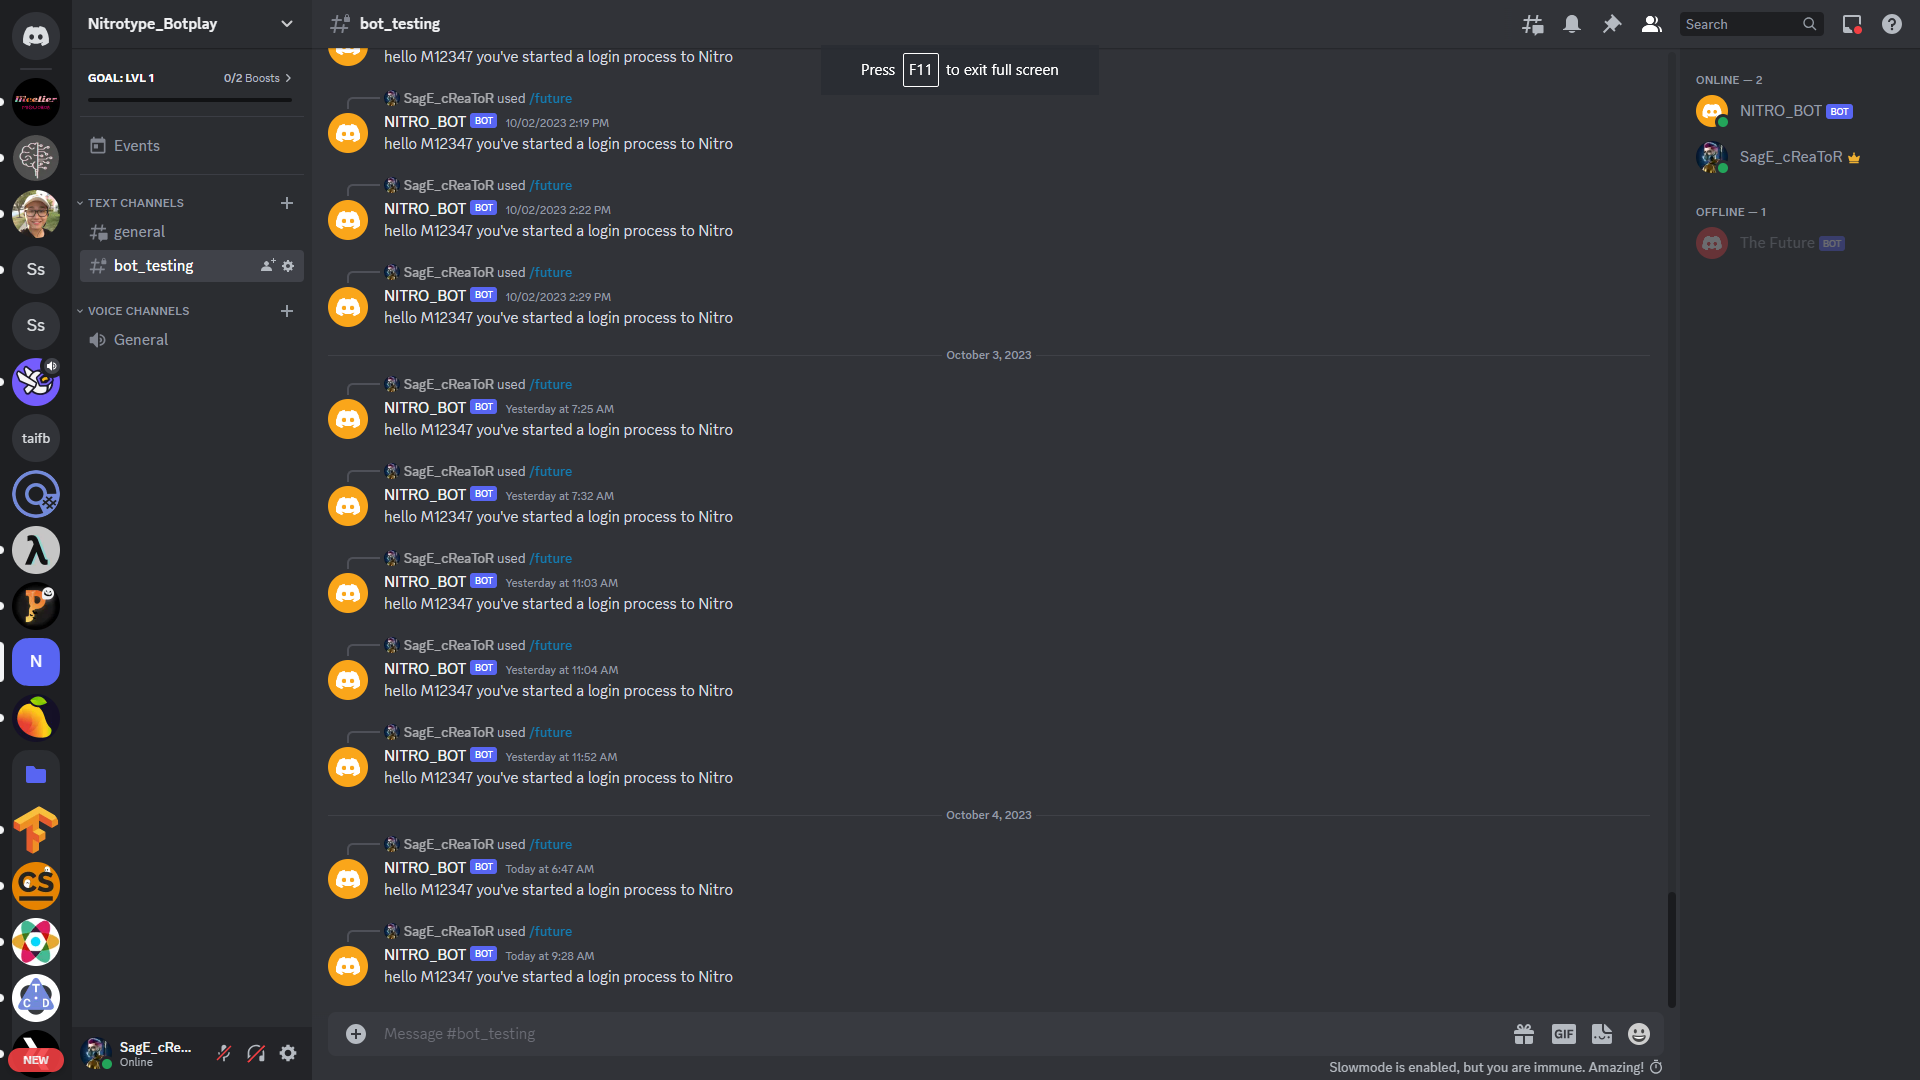 Nitrotype_Botplay
GOAL: LVL 1
0/2 Boosts
Events
TEXT CHANNELS
general
bot_testing
VOICE CHANNELS
General
Ss
Ss
taifb
N
NEW
SagE_cRe...
Online
bot_testing
Search
Press F11 to exit full screen
hello M12347 you've started a login process to Nitro
SagE_cReaToR used /future
NITRO_BOT BOT 10/02/2023 2:19 PM
hello M12347 you've started a login process to Nitro
SagE_cReaToR used /future
NITRO_BOT BOT 10/02/2023 2:22 PM
hello M12347 you've started a login process to Nitro
SagE_cReaToR used /future
NITRO_BOT BOT 10/02/2023 2:29 PM
hello M12347 you've started a login process to Nitro
October 3, 2023
SagE_cReaToR used /future
NITRO_BOT BOT Yesterday at 7:25 AM
hello M12347 you've started a login process to Nitro
SagE_cReaToR used /future
NITRO_BOT BOT Yesterday at 7:32 AM
hello M12347 you've started a login process to Nitro
SagE_cReaToR used /future
NITRO_BOT BOT Yesterday at 11:03 AM
hello M12347 you've started a login process to Nitro
SagE_cReaToR used /future
NITRO_BOT BOT Yesterday at 11:04 AM
hello M12347 you've started a login process to Nitro
SagE_cReaToR used /future
NITRO_BOT BOT Yesterday at 11:52 AM
hello M12347 you've started a login process to Nitro
October 4, 2023
SagE_cReaToR used /future
NITRO_BOT BOT Today at 6:47 AM
hello M12347 you've started a login process to Nitro
SagE_cReaToR used /future
NITRO_BOT BOT Today at 9:28 AM
hello M12347 you've started a login process to Nitro
Message #bot_testing
GIF
Slowmode is enabled, but you are immune. Amazing!
ONLINE — 2
NITRO_BOT BOT
SagE_cReaToR
OFFLINE — 1
The Future BOT
CS
T
C D